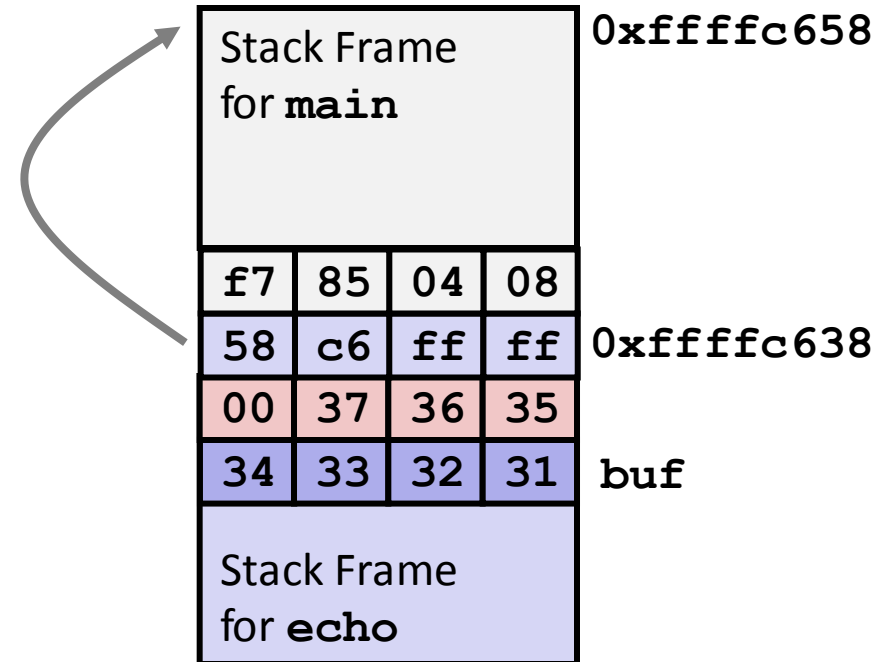 Stack Frame 0xffffc658
for main
f7 85 04 08
58 c6 ff ff 0xffffc638
00 37 36 35
34 33 32 31 buf
Stack Frame
for echo